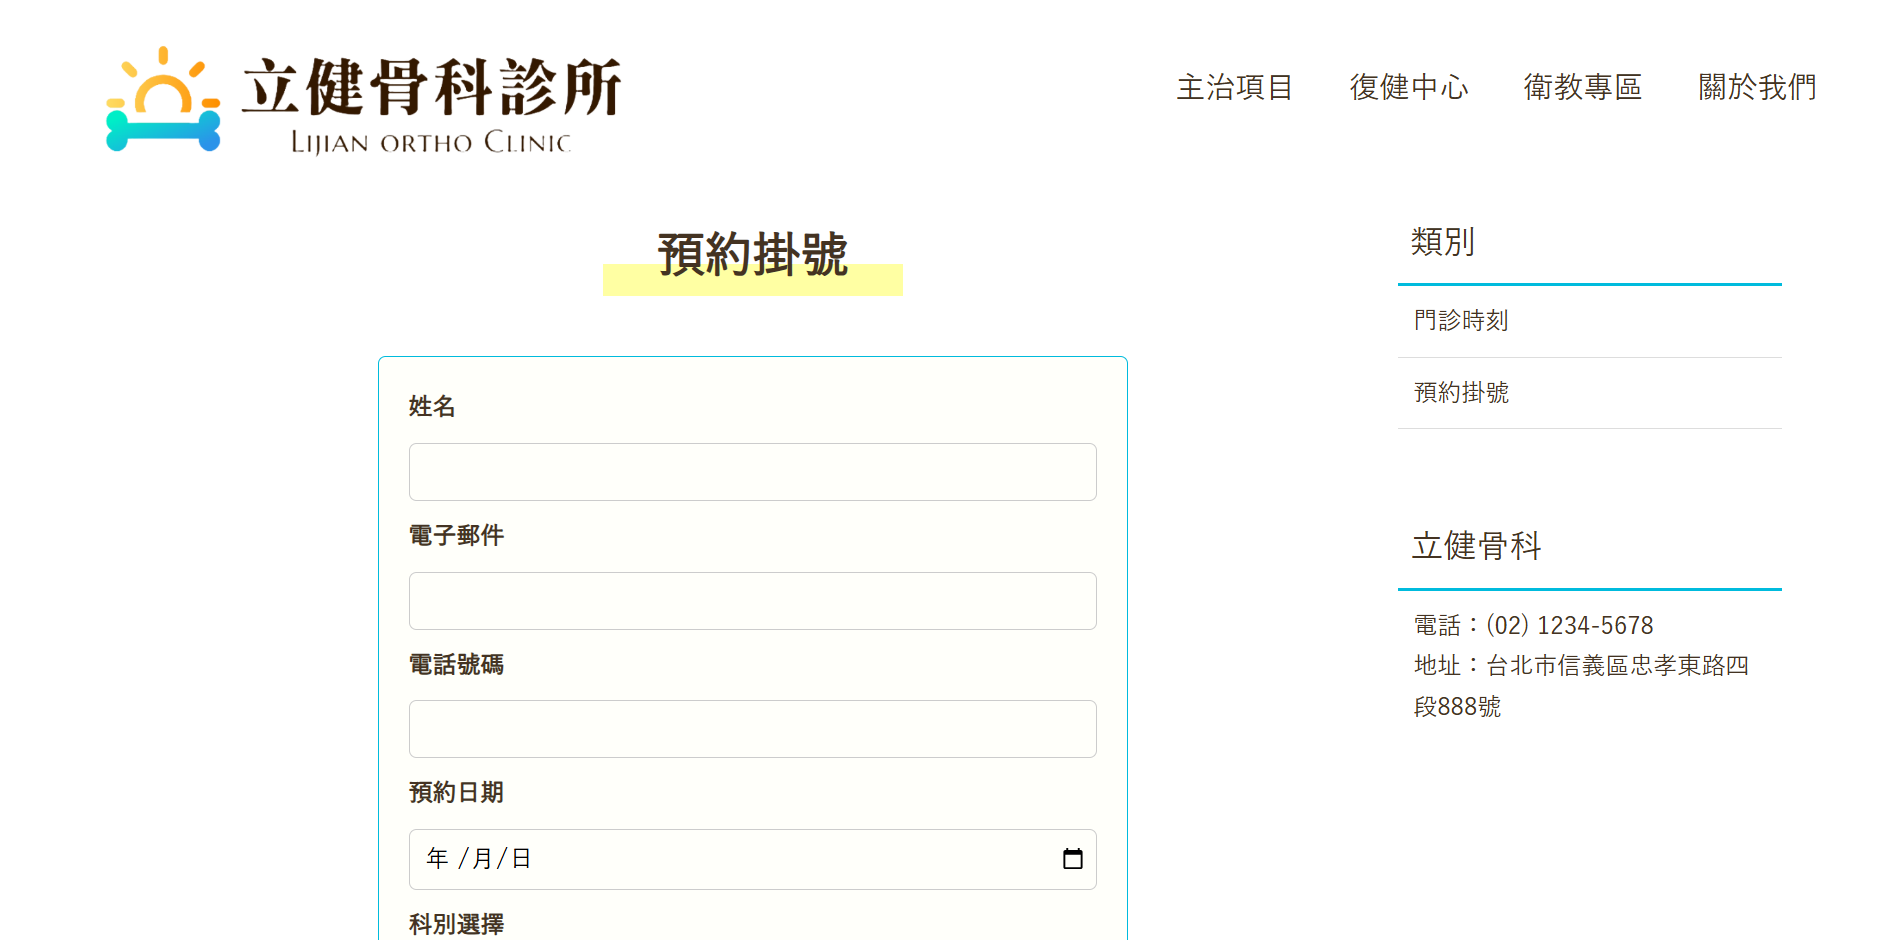 立健骨科診所
LIJIAN ORTHO CLINIC
主治項目 復健中心 衛教專區 關於我們
預約掛號
姓名
電子郵件
電話號碼
預約日期
年 /月/日
科別選擇
類別
門診時刻
預約掛號
立健骨科
電話：(02) 1234-5678
地址：台北市信義區忠孝東路四
段888號